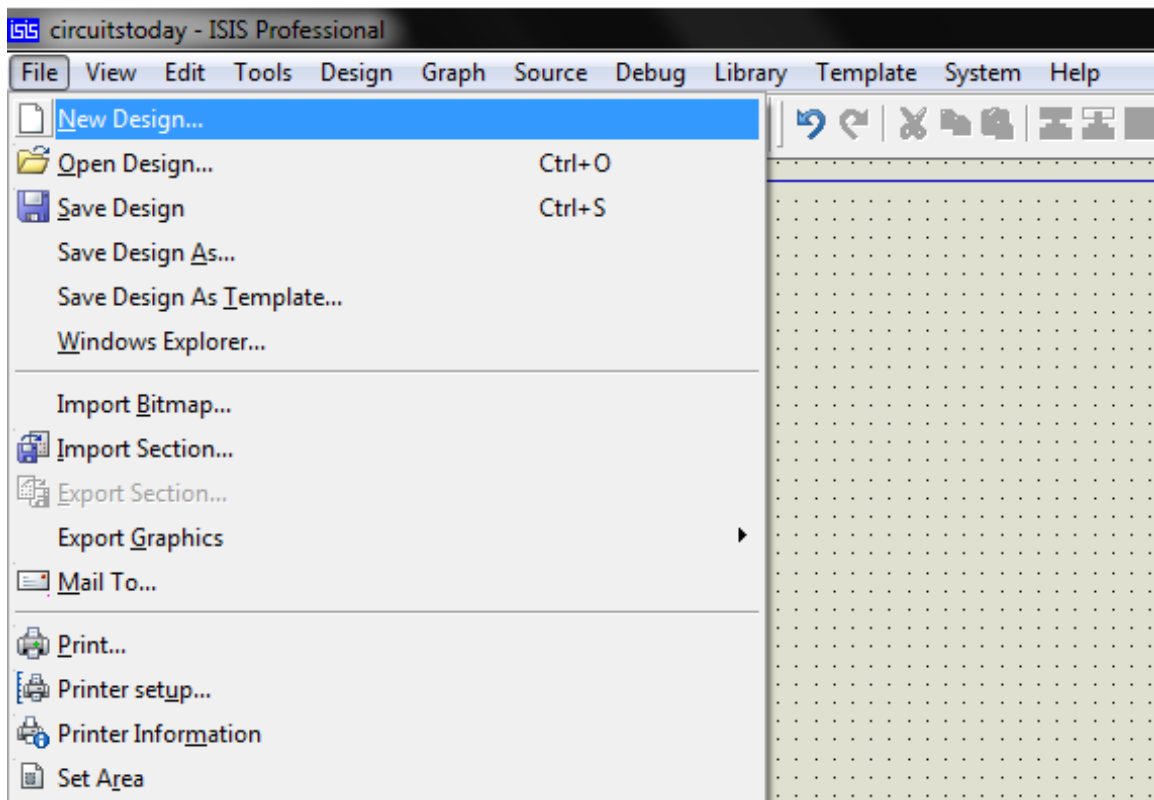 isis circuitstoday - ISIS Professional
File View Edit Tools Design Graph Source Debug Library Template System Help
New Design...
Open Design... Ctrl+O
Save Design Ctrl+S
Save Design As...
Save Design As Template...
Windows Explorer...
Import Bitmap...
Import Section...
Export Section...
Export Graphics
Mail To...
Print...
Printer setup...
Printer Information
Set Area